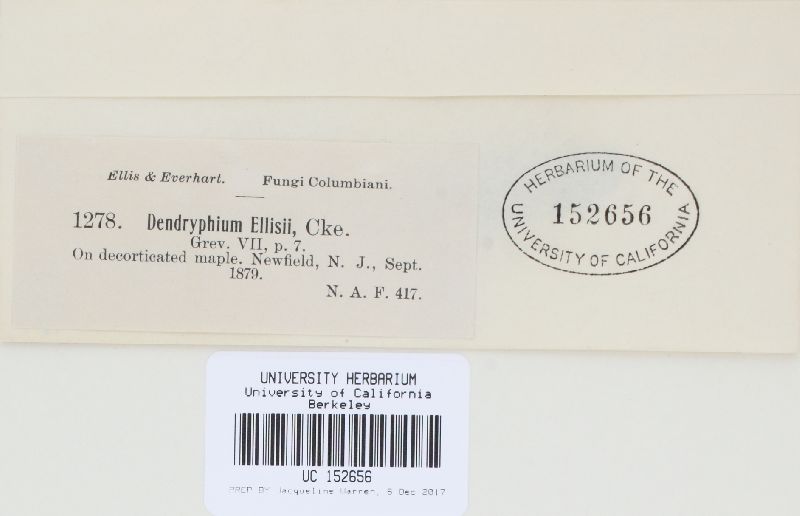 Ellis & Everhart. Fungi Columbiani.
1278. Dendryphium Ellisii, Cke.
Grev. VII, p. 7.
On decorticated maple. Newfield, N. J., Sept.
1879.
N. A. F. 417.
HERBARIUM OF THE
152656
UNIVERSITY OF CALIFORNIA
UNIVERSITY HERBARIUM
University of California
Berkeley
UC 152656
PREP BY Jacqueline Warren, 5 Dec 2017